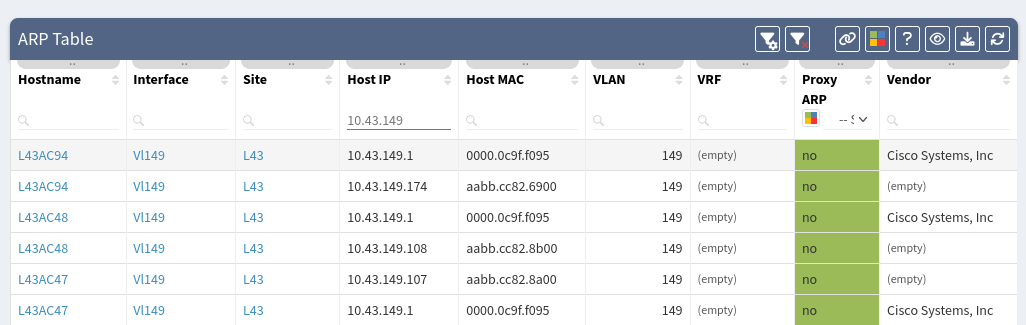 ARP Table
?
Hostname Interface Site Host IP Host MAC VLAN VRF Proxy ARP Vendor
10.43.149 --
L43AC94 Vl149 L43 10.43.149.1 0000.0c9f.f095 149 (empty) no Cisco Systems, Inc
L43AC94 Vl149 L43 10.43.149.174 aabb.cc82.6900 149 (empty) no (empty)
L43AC48 Vl149 L43 10.43.149.1 0000.0c9f.f095 149 (empty) no Cisco Systems, Inc
L43AC48 Vl149 L43 10.43.149.108 aabb.cc82.8b00 149 (empty) no (empty)
L43AC47 Vl149 L43 10.43.149.107 aabb.cc82.8a00 149 (empty) no (empty)
L43AC47 Vl149 L43 10.43.149.1 0000.0c9f.f095 149 (empty) no Cisco Systems, Inc